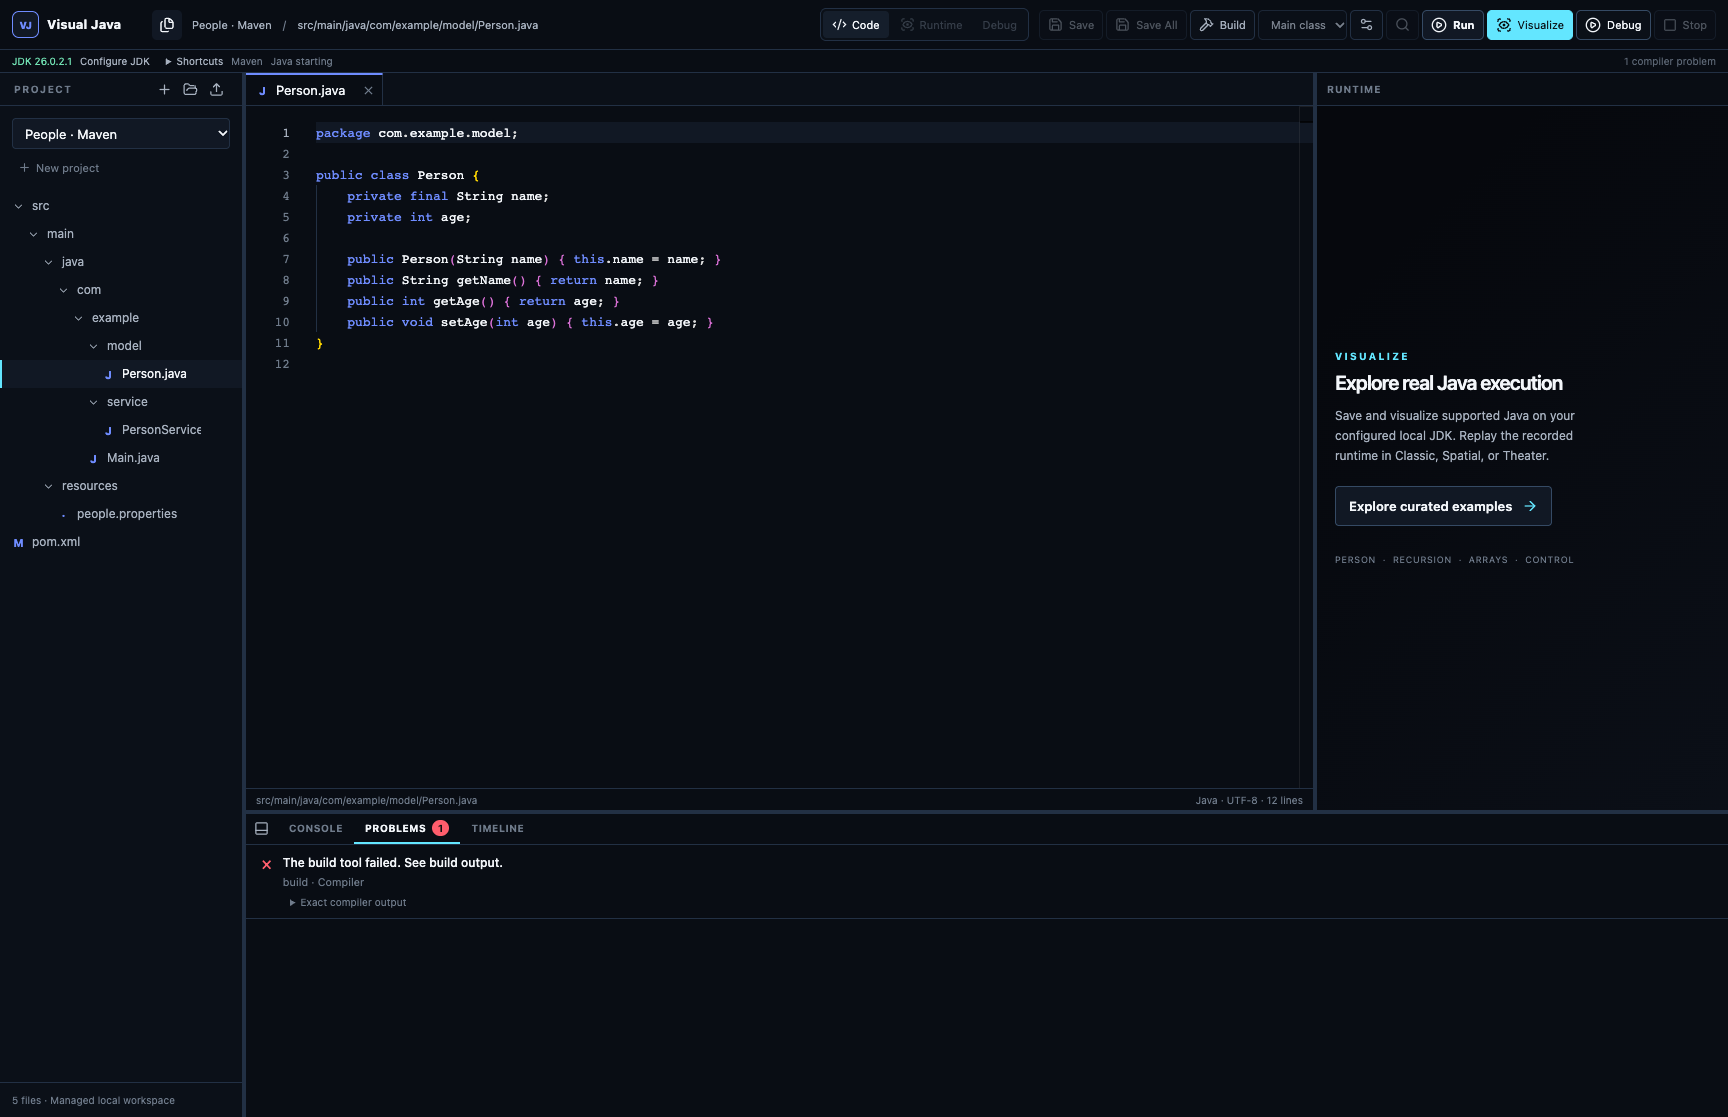 VJ Visual Java People · Maven / src/main/java/com/example/model/Person.java Code Runtime Debug Save Save All Build Main class Run Visualize Debug Stop
JDK 26.0.2.1 Configure JDK Shortcuts Maven Java starting 1 compiler problem
PROJECT
People · Maven
New project
src
main
java
com
example
model
J Person.java
service
J PersonService
J Main.java
resources
people.properties
M pom.xml
5 files · Managed local workspace
J Person.java
1 package com.example.model;
2
3 public class Person {
4 private final String name;
5 private int age;
6
7 public Person(String name) { this.name = name; }
8 public String getName() { return name; }
9 public int getAge() { return age; }
10 public void setAge(int age) { this.age = age; }
11 }
12
src/main/java/com/example/model/Person.java Java · UTF-8 · 12 lines
RUNTIME
VISUALIZE
Explore real Java execution
Save and visualize supported Java on your
configured local JDK. Replay the recorded
runtime in Classic, Spatial, or Theater.
Explore curated examples →
PERSON · RECURSION · ARRAYS · CONTROL
CONSOLE PROBLEMS 1 TIMELINE
The build tool failed. See build output.
build · Compiler
Exact compiler output